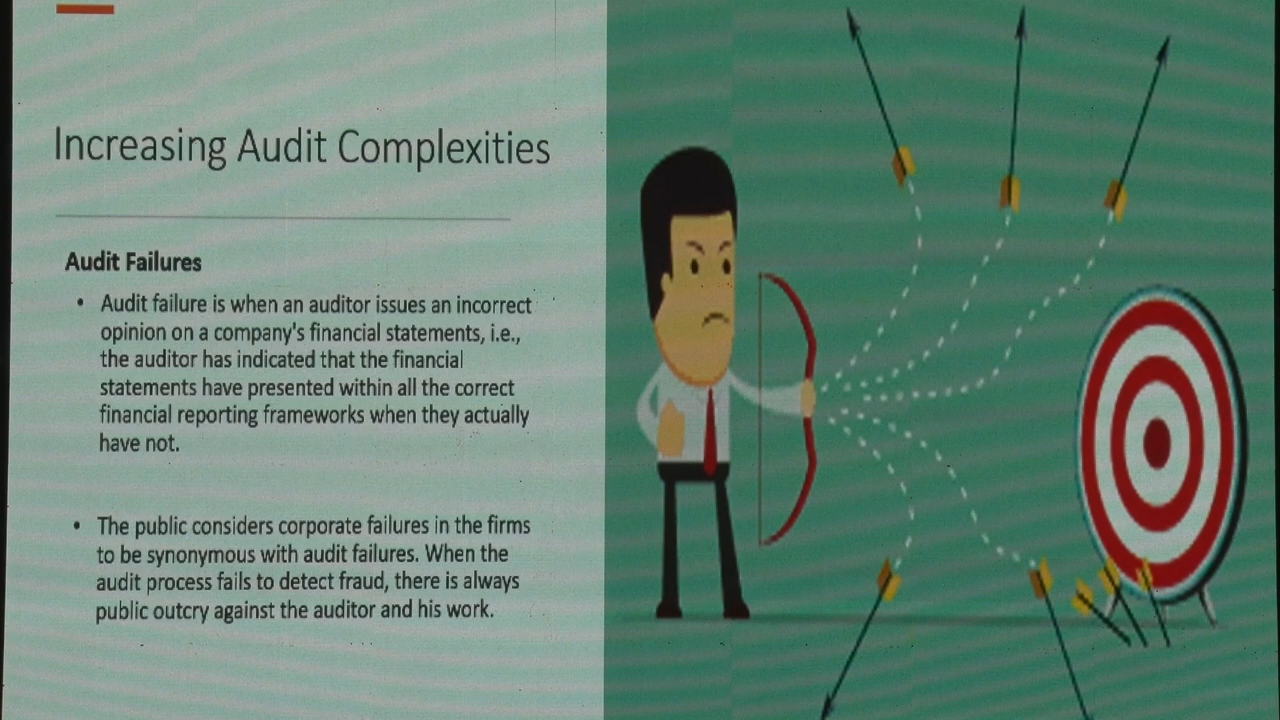 Increasing Audit Complexities
Audit Failures
• Audit failure is when an auditor issues an incorrect
opinion on a company's financial statements, i.e.,
the auditor has indicated that the financial
statements have presented within all the correct
financial reporting frameworks when they actually
have not.
• The public considers corporate failures in the firms
to be synonymous with audit failures. When the
audit process fails to detect fraud, there is always
public outcry against the auditor and his work.